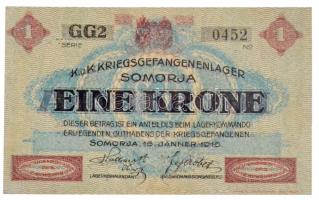 1 GG2 0452 1
SERIE No
K.u.K. KRIEGSGEFANGENENLAGER
SOMORJA
EINE KRONE
DIESER BETRAG IST EIN ANTEIL DES BEIM LAGERKOMMANDO
ERLIEGENDEN GUTHABENS DER KRIEGSGEFANGENEN.
SOMORJA, 15. JÄNNER 1916.